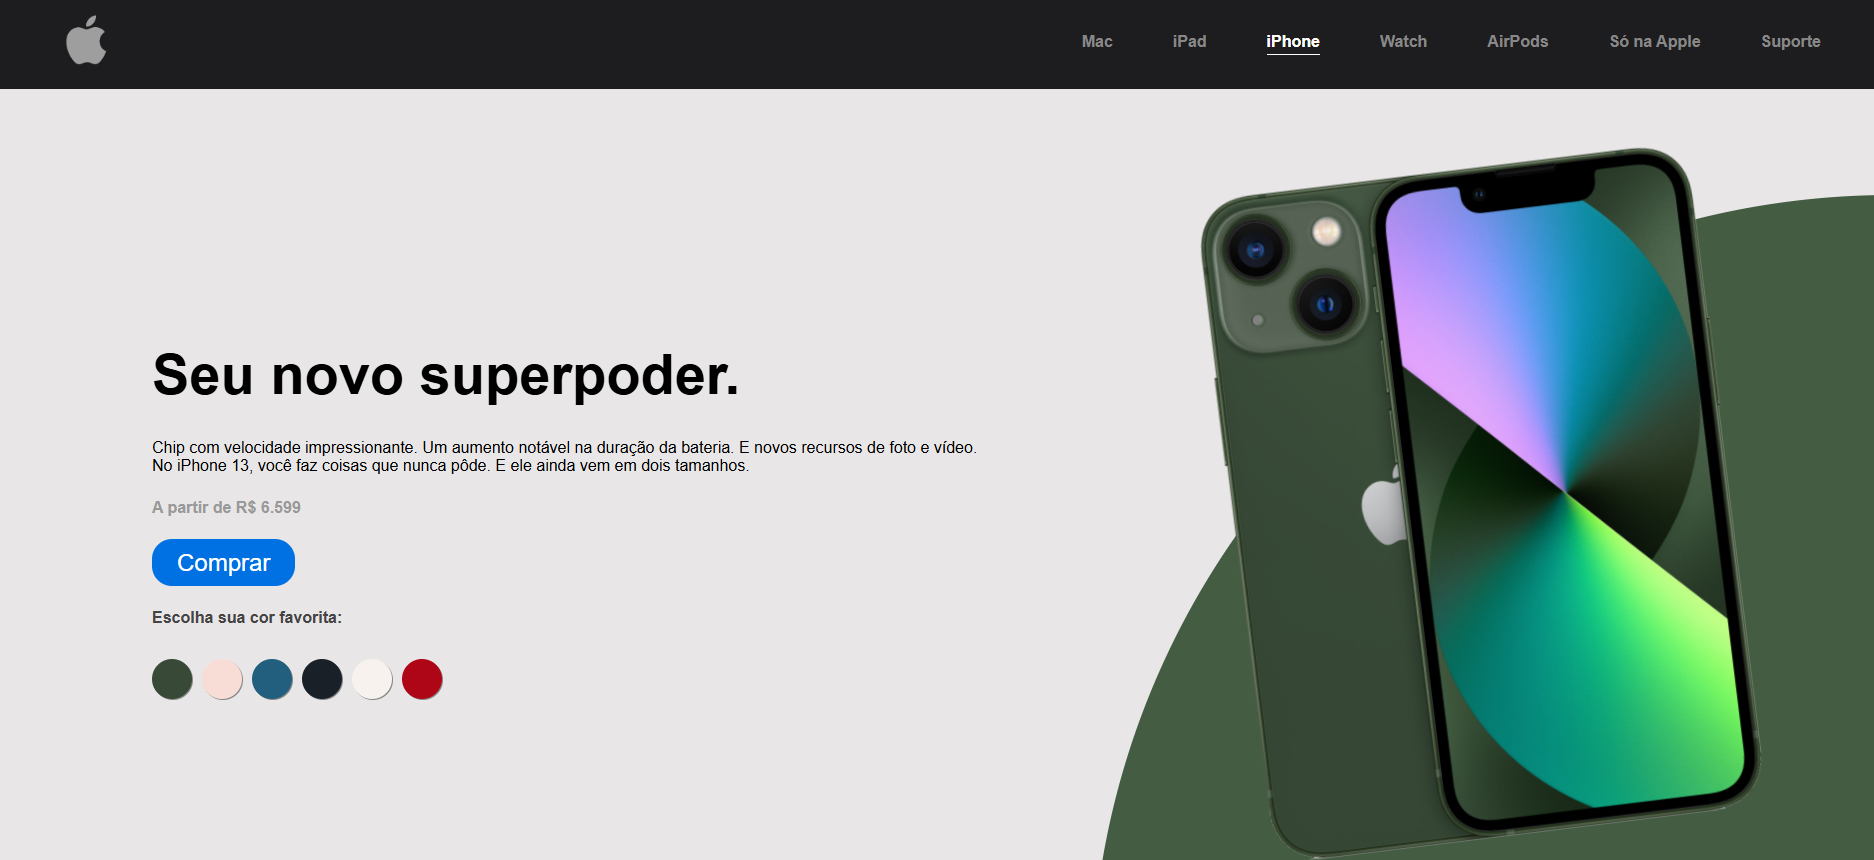 Mac iPad iPhone Watch AirPods Só na Apple Suporte
Seu novo superpoder.
Chip com velocidade impressionante. Um aumento notável na duração da bateria. E novos recursos de foto e vídeo.
No iPhone 13, você faz coisas que nunca pôde. E ele ainda vem em dois tamanhos.
A partir de R$ 6.599
Comprar
Escolha sua cor favorita: